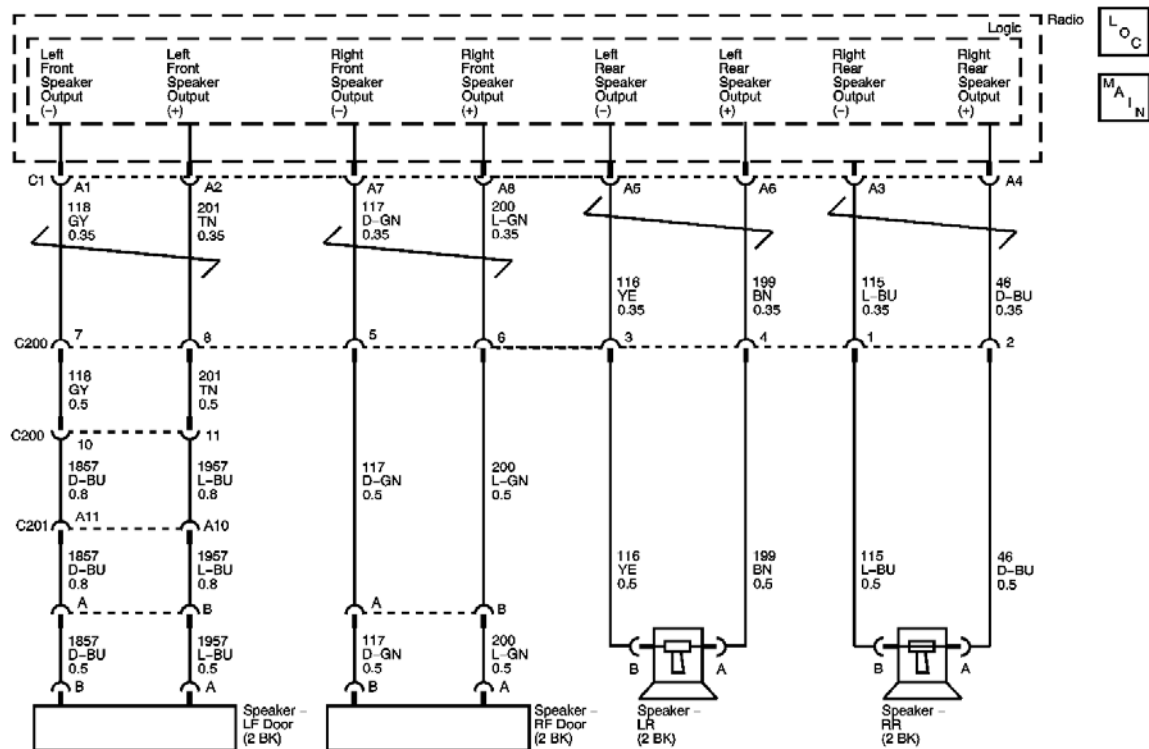 Radio
Logic
LOC
MAIN
Left
Front
Speaker
Output
(–)
Left
Front
Speaker
Output
(+)
Right
Front
Speaker
Output
(–)
Right
Front
Speaker
Output
(+)
Left
Rear
Speaker
Output
(–)
Left
Rear
Speaker
Output
(+)
Right
Rear
Speaker
Output
(–)
Right
Rear
Speaker
Output
(+)
C1 A1 A2 A7 A8 A5 A6 A3 A4
118
GY
0.35
201
TN
0.35
117
D–GN
0.35
200
L–GN
0.35
116
YE
0.35
199
BN
0.35
115
L–BU
0.35
46
D–BU
0.35
C200 7 8 5 6 3 4 1 2
118
GY
0.5
201
TN
0.5
C200 10 11
1857
D–BU
0.8
1957
L–BU
0.8
117
D–GN
0.5
200
L–GN
0.5
C201 A11 A10
1857
D–BU
0.8
1957
L–BU
0.8
116
YE
0.5
199
BN
0.5
115
L–BU
0.5
46
D–BU
0.5
A B A B
1857
D–BU
0.5
1957
L–BU
0.5
117
D–GN
0.5
200
L–GN
0.5
B A B A B A B A
Speaker –
LF Door
(2 BK)
Speaker –
RF Door
(2 BK)
Speaker –
LR
(2 BK)
Speaker –
RR
(2 BK)